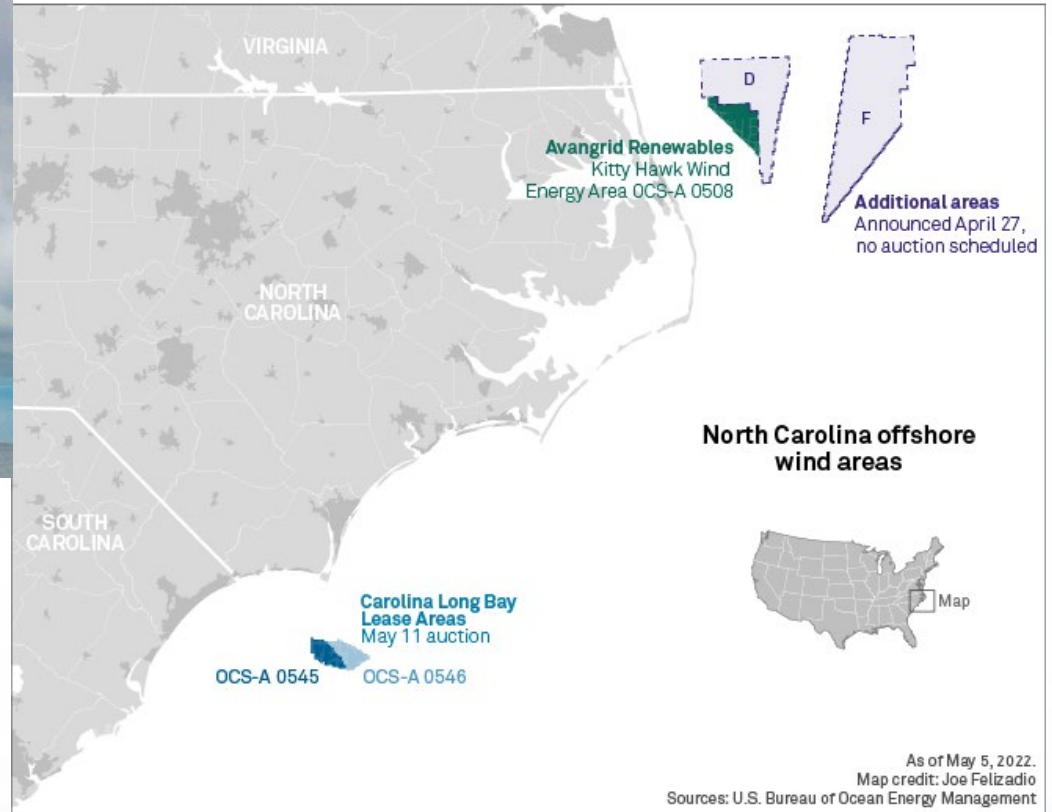 VIRGINIA
D
F
Avangrid Renewables
Kitty Hawk Wind
Energy Area OCS-A 0508
Additional areas
Announced April 27,
no auction scheduled
NORTH
CAROLINA
North Carolina offshore
wind areas
SOUTH
CAROLINA
Map
Carolina Long Bay
Lease Areas
May 11 auction
OCS-A 0545
OCS-A 0546
As of May 5, 2022.
Map credit: Joe Felizadio
Sources: U.S. Bureau of Ocean Energy Management